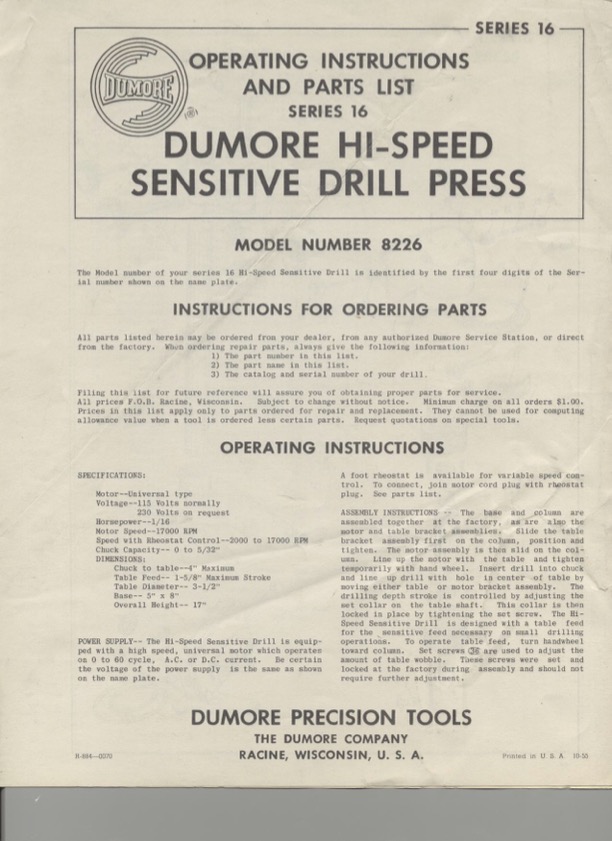 SERIES 16
DUMORE
®
OPERATING INSTRUCTIONS
AND PARTS LIST
SERIES 16
DUMORE HI-SPEED
SENSITIVE DRILL PRESS
MODEL NUMBER 8226
The Model number of your series 16 Hi-Speed Sensitive Drill is identified by the first four digits of the Ser-
ial number shown on the name plate.
INSTRUCTIONS FOR ORDERING PARTS
All parts listed herein may be ordered from your dealer, from any authorized Dumore Service Station, or direct
from the factory. When ordering repair parts, always give the following information:
1) The part number in this list.
2) The part name in this list.
3) The catalog and serial number of your drill.
Filing this list for future reference will assure you of obtaining proper parts for service.
All prices F.O.B. Racine, Wisconsin. Subject to change without notice. Minimum charge on all orders $1.00.
Prices in this list apply only to parts ordered for repair and replacement. They cannot be used for computing
allowance value when a tool is ordered less certain parts. Request quotations on special tools.
OPERATING INSTRUCTIONS
SPECIFICATIONS:
Motor--Universal type
Voltage--115 Volts normally
230 Volts on request
Horsepower--1/16
Motor Speed--17000 RPM
Speed with Rheostat Control--2000 to 17000 RPM
Chuck Capacity-- 0 to 5/32"
DIMENSIONS:
Chuck to table--4" Maximum
Table Feed-- 1-5/8" Maximum Stroke
Table Diameter-- 3-1/2"
Base-- 5" x 8"
Overall Height-- 17"
POWER SUPPLY-- The Hi-Speed Sensitive Drill is equip-
ped with a high speed, universal motor which operates
on 0 to 60 cycle, A.C. or D.C. current. Be certain
the voltage of the power supply is the same as shown
on the name plate.
A foot rheostat is available for variable speed con-
trol. To connect, join motor cord plug with rheostat
plug. See parts list.
ASSEMBLY INSTRUCTIONS -- The base and column are
assembled together at the factory, as are also the
motor and table bracket assemblies. Slide the table
bracket assembly first on the column, position and
tighten. The motor assembly is then slid on the col-
umn. Line up the motor with the table and tighten
temporarily with hand wheel. Insert drill into chuck
and line up drill with hole in center of table by
moving either table or motor bracket assembly. The
drilling depth stroke is controlled by adjusting the
set collar on the table shaft. This collar is then
locked in place by tightening the set screw. The Hi-
Speed Sensitive Drill is designed with a table feed
for the sensitive feed necessary on small drilling
operations. To operate table feed, turn handwheel
toward column. Set screws 36 are used to adjust the
amount of table wobble. These screws were set and
locked at the factory during assembly and should not
require further adjustment.
DUMORE PRECISION TOOLS
THE DUMORE COMPANY
RACINE, WISCONSIN, U. S. A.
Printed in U. S. A.